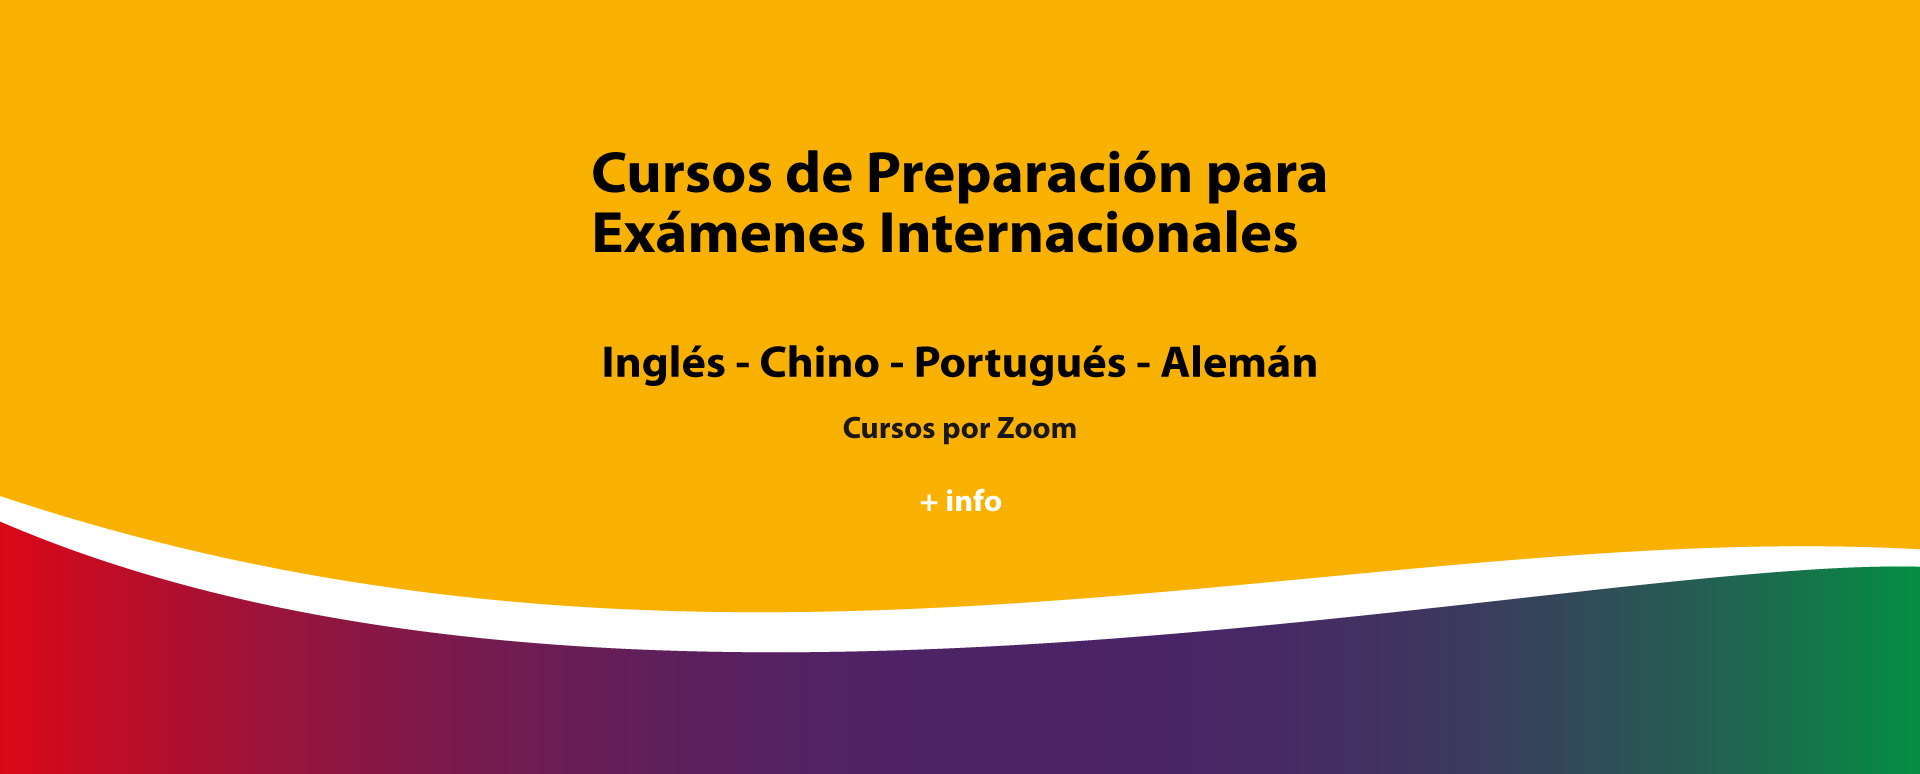 Cursos de Preparación para
Exámenes Internacionales
Inglés - Chino - Portugués - Alemán
Cursos por Zoom
+ info